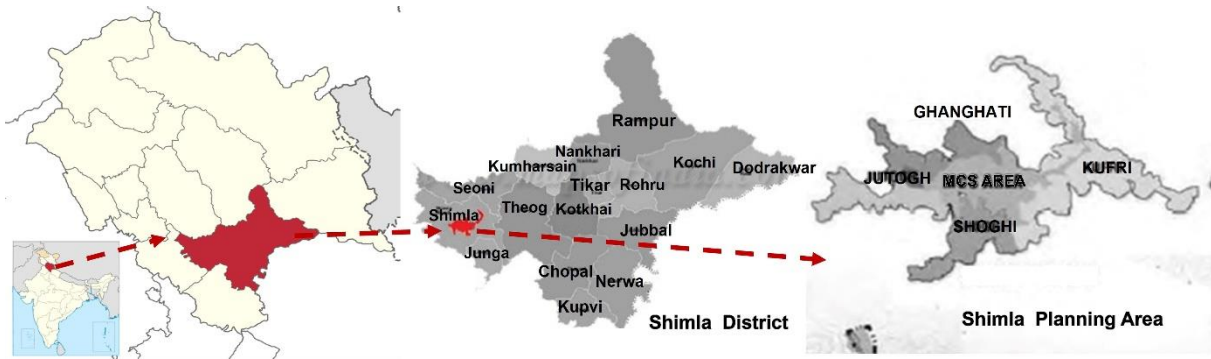 Rampur
Nankhari
Kumharsain
Kochi
Dodrakwar
Seoni
Tikar
Rohru
Shimla
Theog
Kotkhai
Jubbal
Junga
Chopal
Nerwa
Kupvi
Shimla District
GHANGHATI
JUTOGH
MCS AREA
KUFRI
SHOGHI
Shimla Planning Area